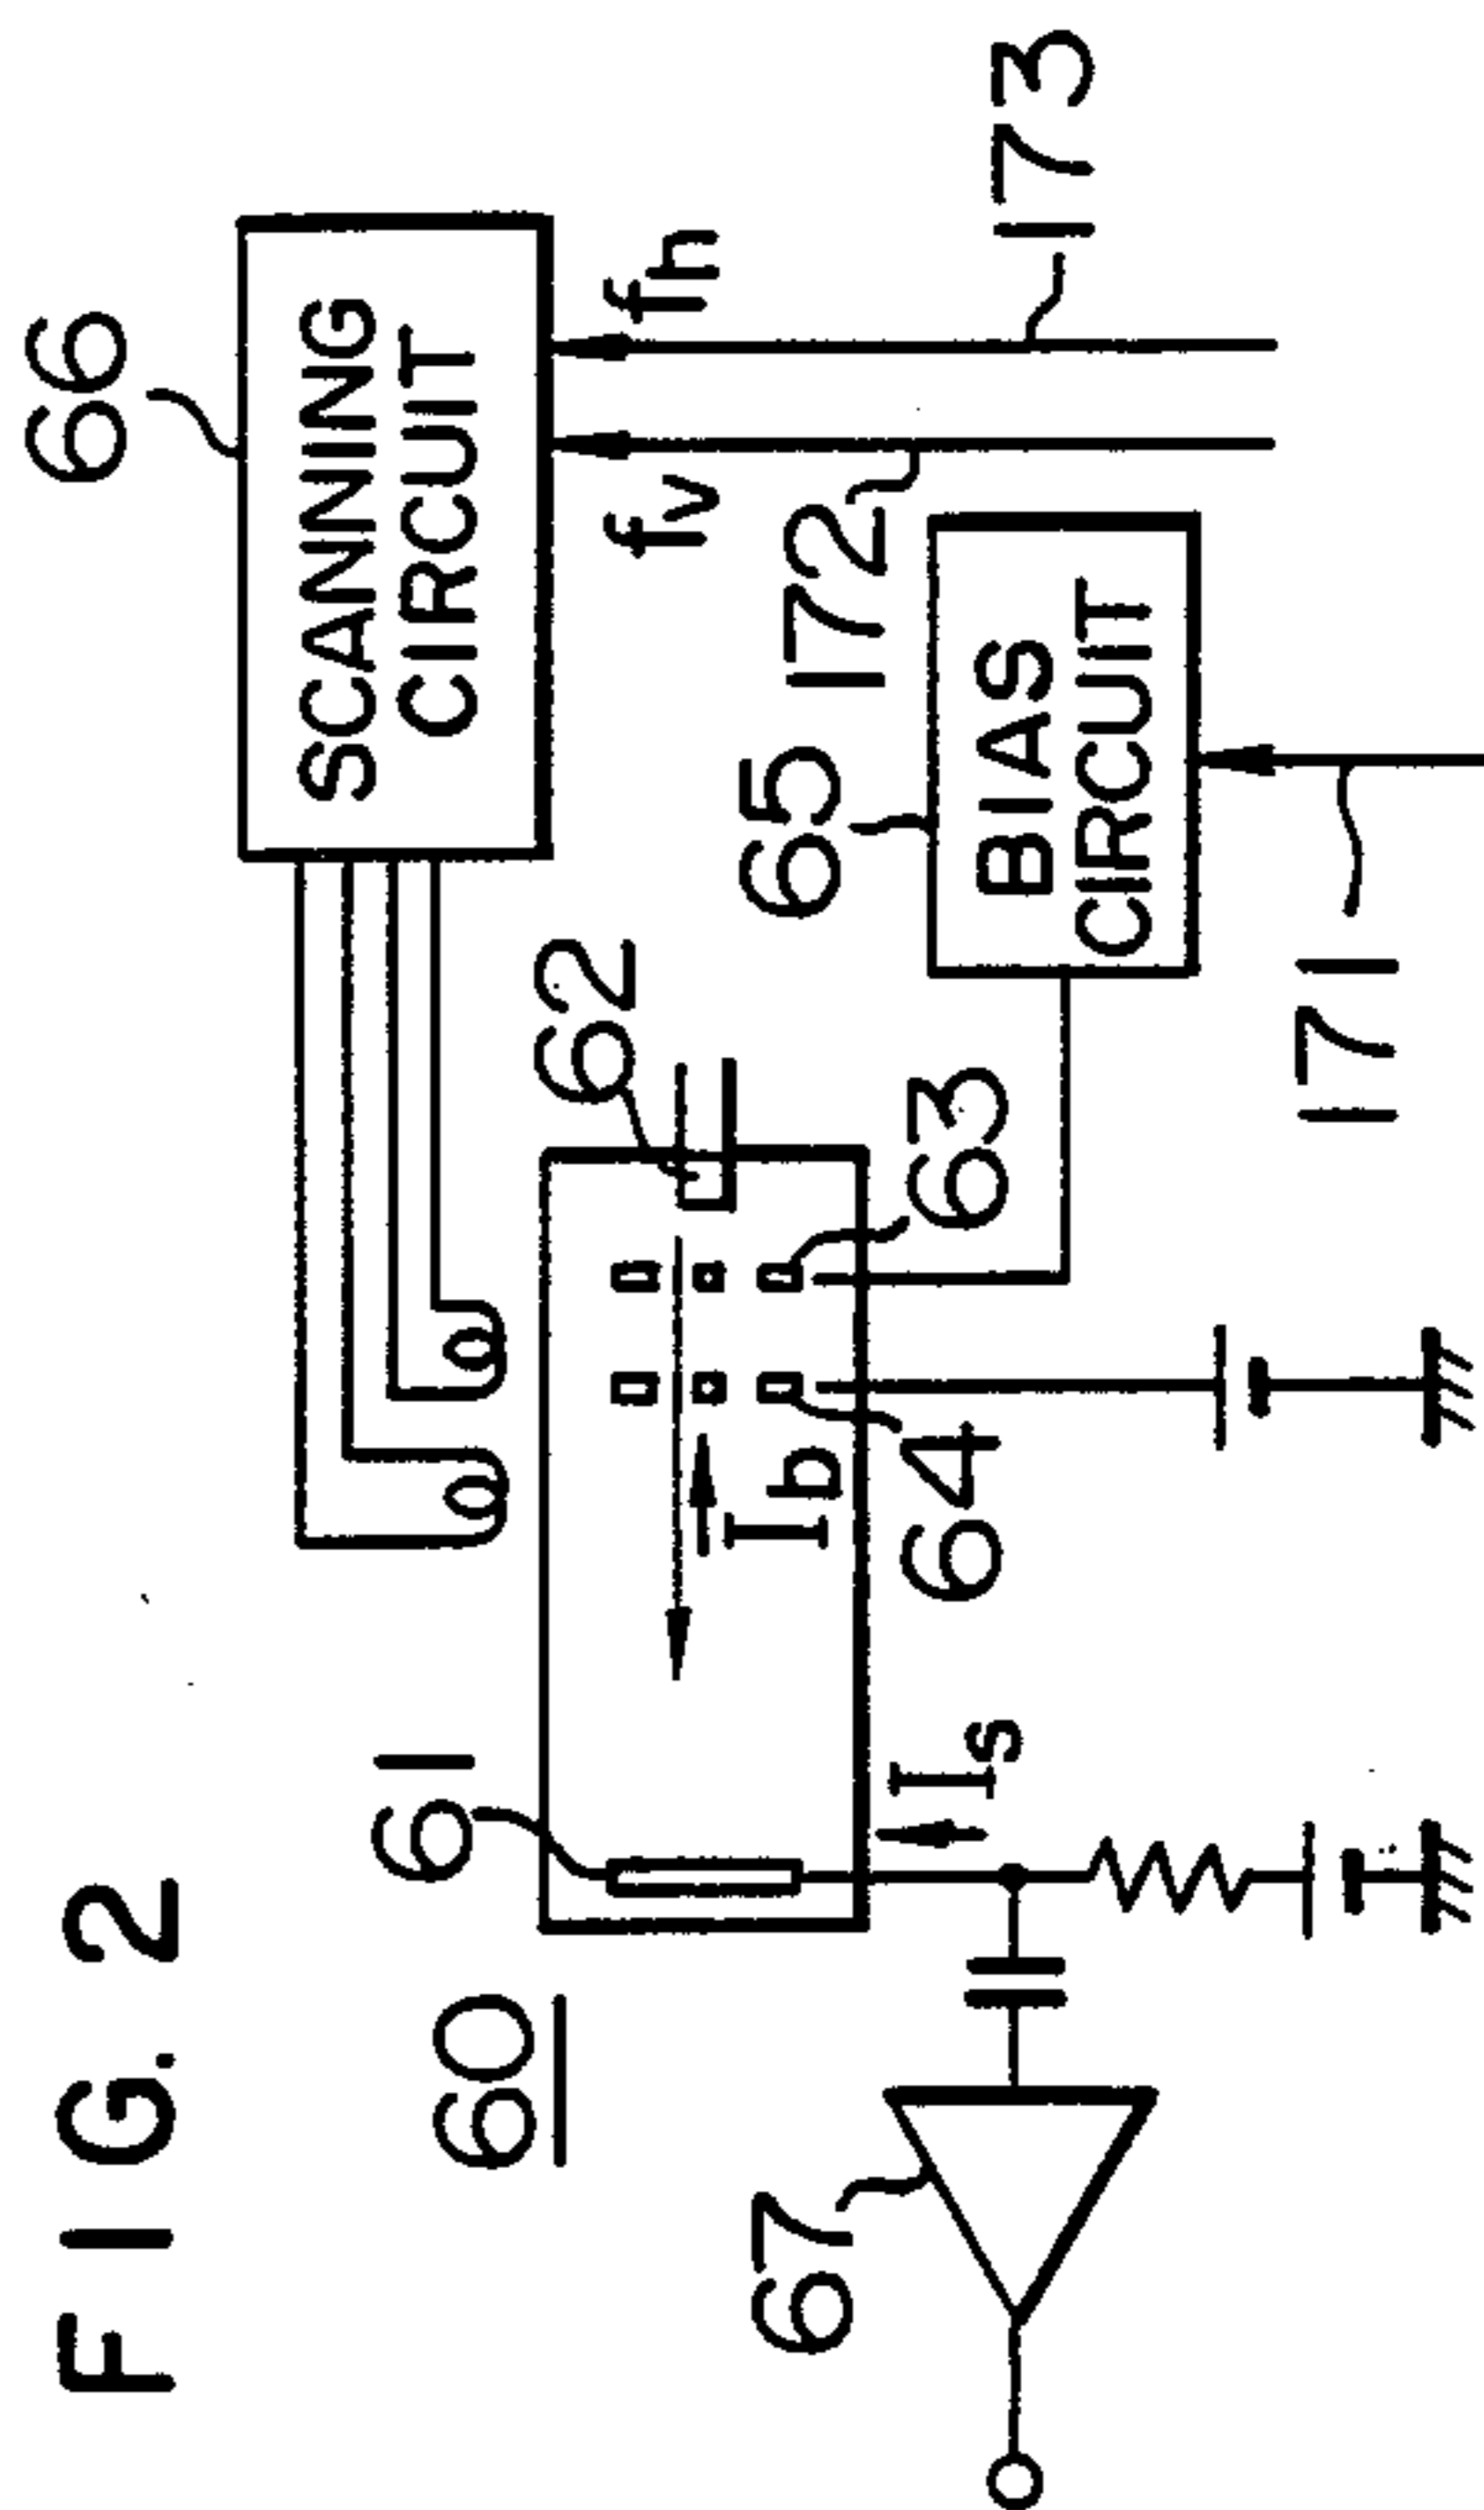 FIG. 2
66
SCANNING
CIRCUIT
fv
fh
173
172
60
61
62
65
BIAS
CIRCUIT
63
Ib
64
Is
67
171